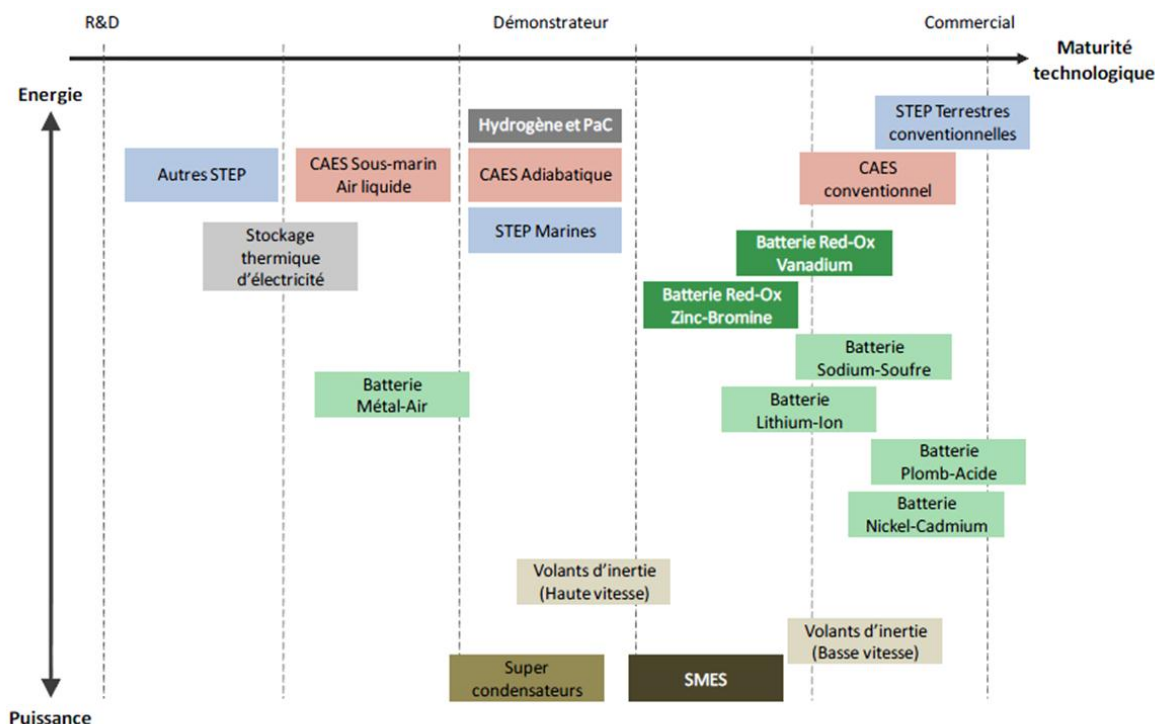 R&D
Démonstrateur
Commercial
Maturité
technologique
Energie
STEP Terrestres
conventionnelles
Hydrogène et PaC
Autres STEP
CAES Sous-marin
Air liquide
CAES Adiabatique
CAES
conventionnel
STEP Marines
Stockage
thermique
d'électricité
Batterie Red-Ox
Vanadium
Batterie Red-Ox
Zinc-Bromine
Batterie
Sodium-Soufre
Batterie
Métal-Air
Batterie
Lithium-Ion
Batterie
Plomb-Acide
Batterie
Nickel-Cadmium
Volants d'inertie
(Haute vitesse)
Volants d'inertie
(Basse vitesse)
Super
condensateurs
SMES
Puissance